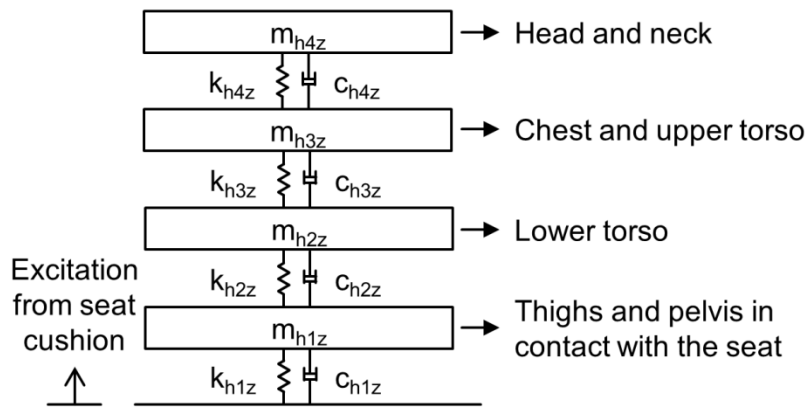 m_h4z
Head and neck
k_h4z
c_h4z
m_h3z
Chest and upper torso
k_h3z
c_h3z
m_h2z
Lower torso
Excitation
from seat
cushion
k_h2z
c_h2z
m_h1z
Thighs and pelvis in
contact with the seat
k_h1z
c_h1z